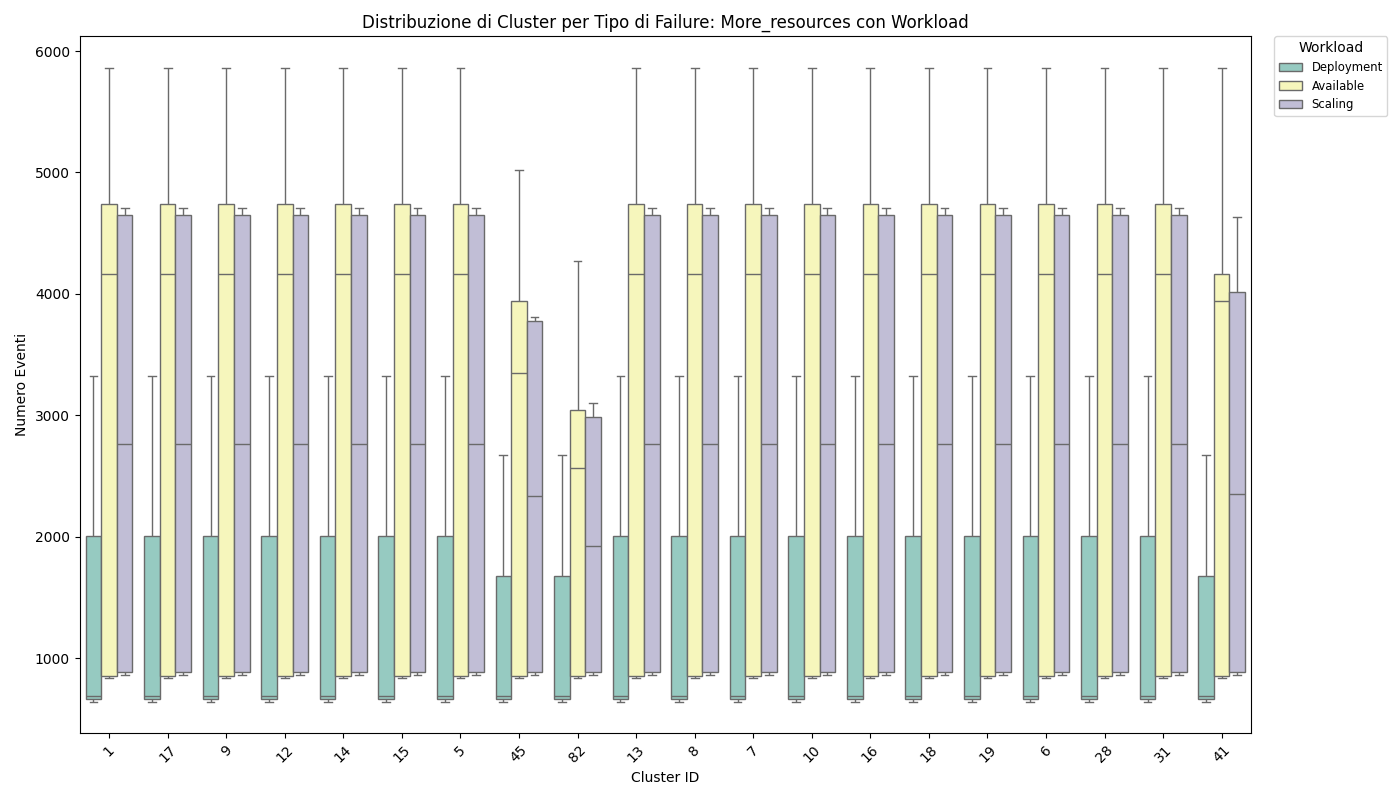 Distribuzione di Cluster per Tipo di Failure: More_resources con Workload
Workload
Deployment
Available
Scaling
Numero Eventi
6000
5000
4000
3000
2000
1000
1 17 9 12 14 15 5 45 82 13 8 7 10 16 18 19 6 28 31 41
Cluster ID